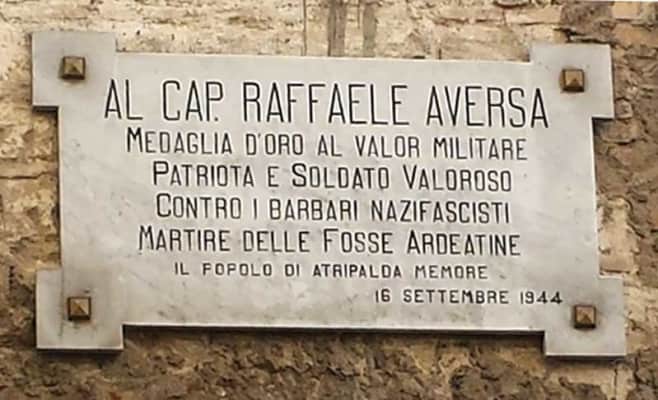 AL CAP. RAFFAELE AVERSA
MEDAGLIA D'ORO AL VALOR MILITARE
PATRIOTA E SOLDATO VALOROSO
CONTRO I BARBARI NAZIFASCISTI
MARTIRE DELLE FOSSE ARDEATINE
IL POPOLO DI ATRIPALDA MEMORE
16 SETTEMBRE 1944